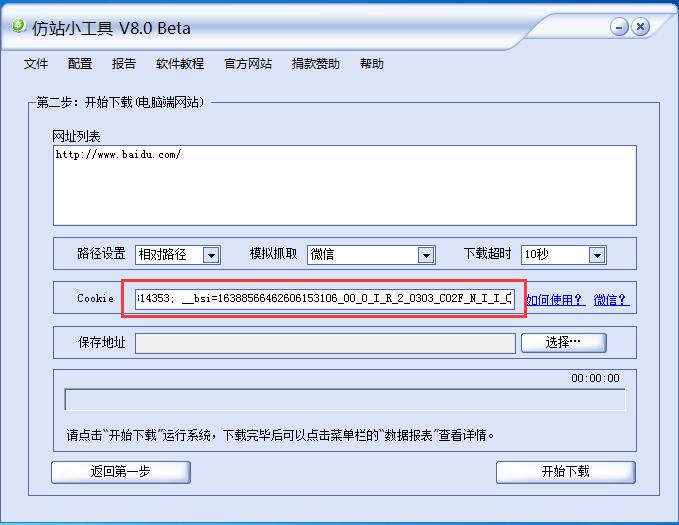 仿站小工具 V8.0 Beta
文件 配置 报告 软件教程 官方网站 捐款赞助 帮助
第二步：开始下载(电脑端网站)
网址列表
http://www.baidu.com/
路径设置 相对路径 模拟抓取 微信 下载超时 10秒
Cookie 14353; __bsi=16388566462606153106_00_0_I_R_2_0303_C02F_N_I_I_ 如何使用？ 微信？
保存地址 选择…
00:00:00
请点击“开始下载”运行系统，下载完毕后可以点击菜单栏的“数据报表”查看详情。
返回第一步 开始下载